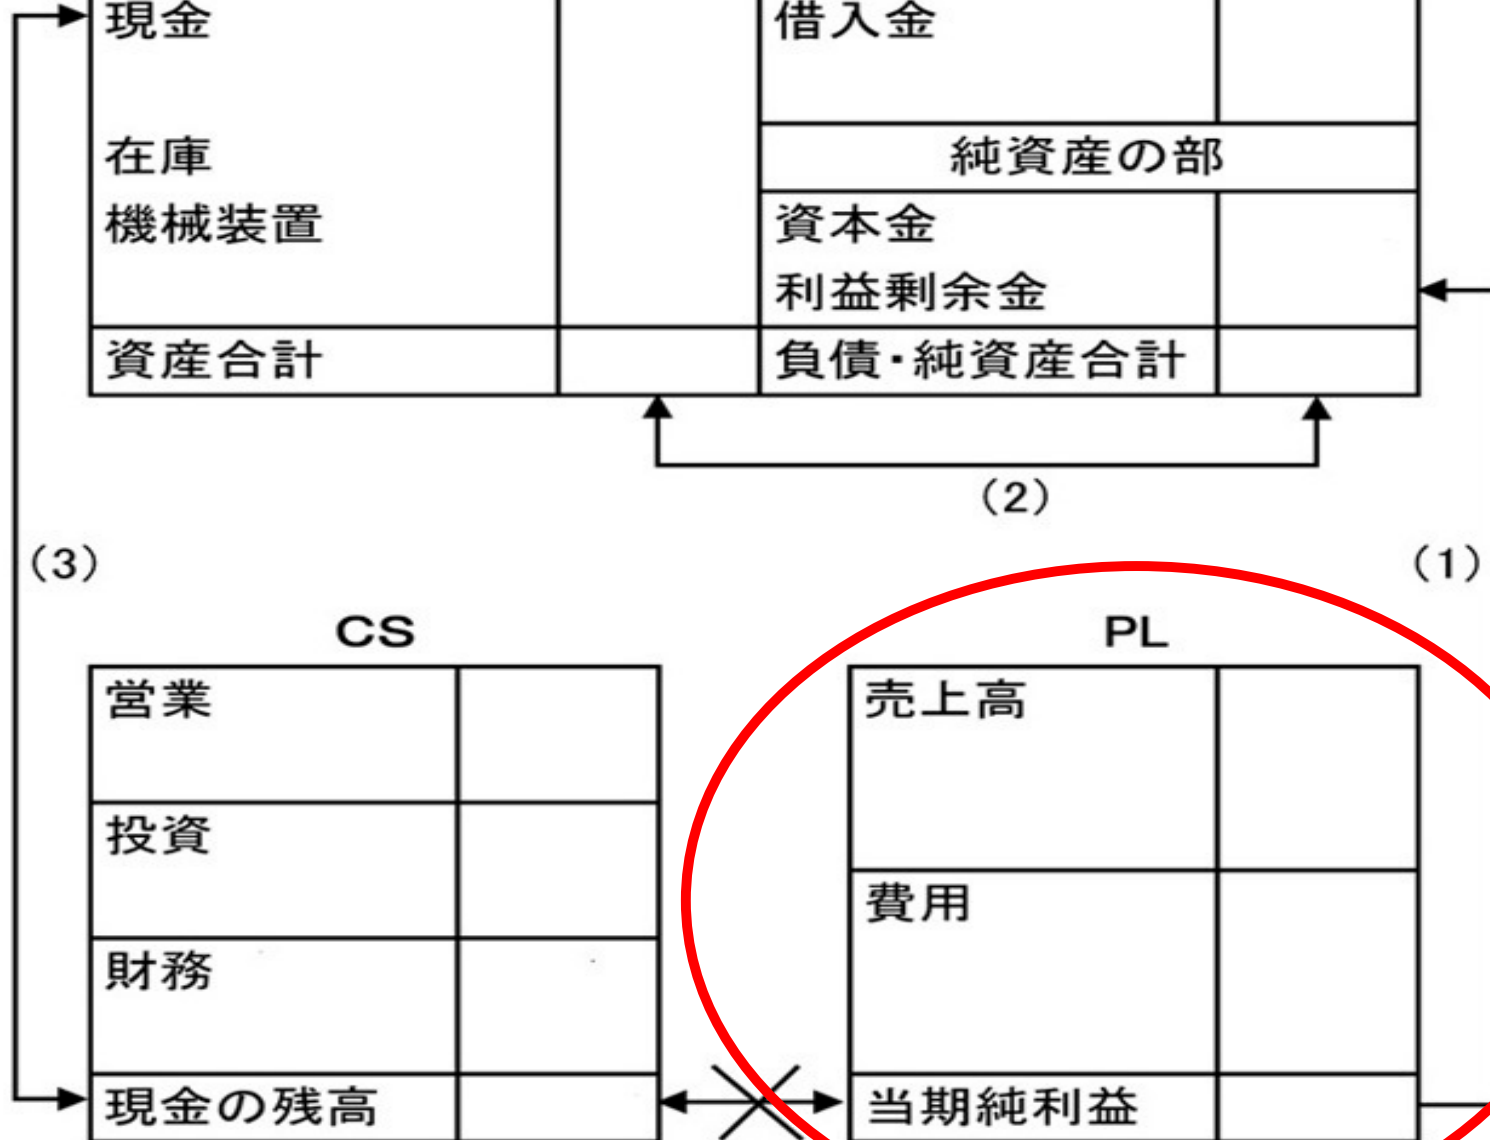 現金
借入金
在庫
純資産の部
機械装置
資本金
利益剰余金
資産合計
負債・純資産合計
(2)
(3)
(1)
CS
PL
営業
売上高
投資
費用
財務
現金の残高
当期純利益